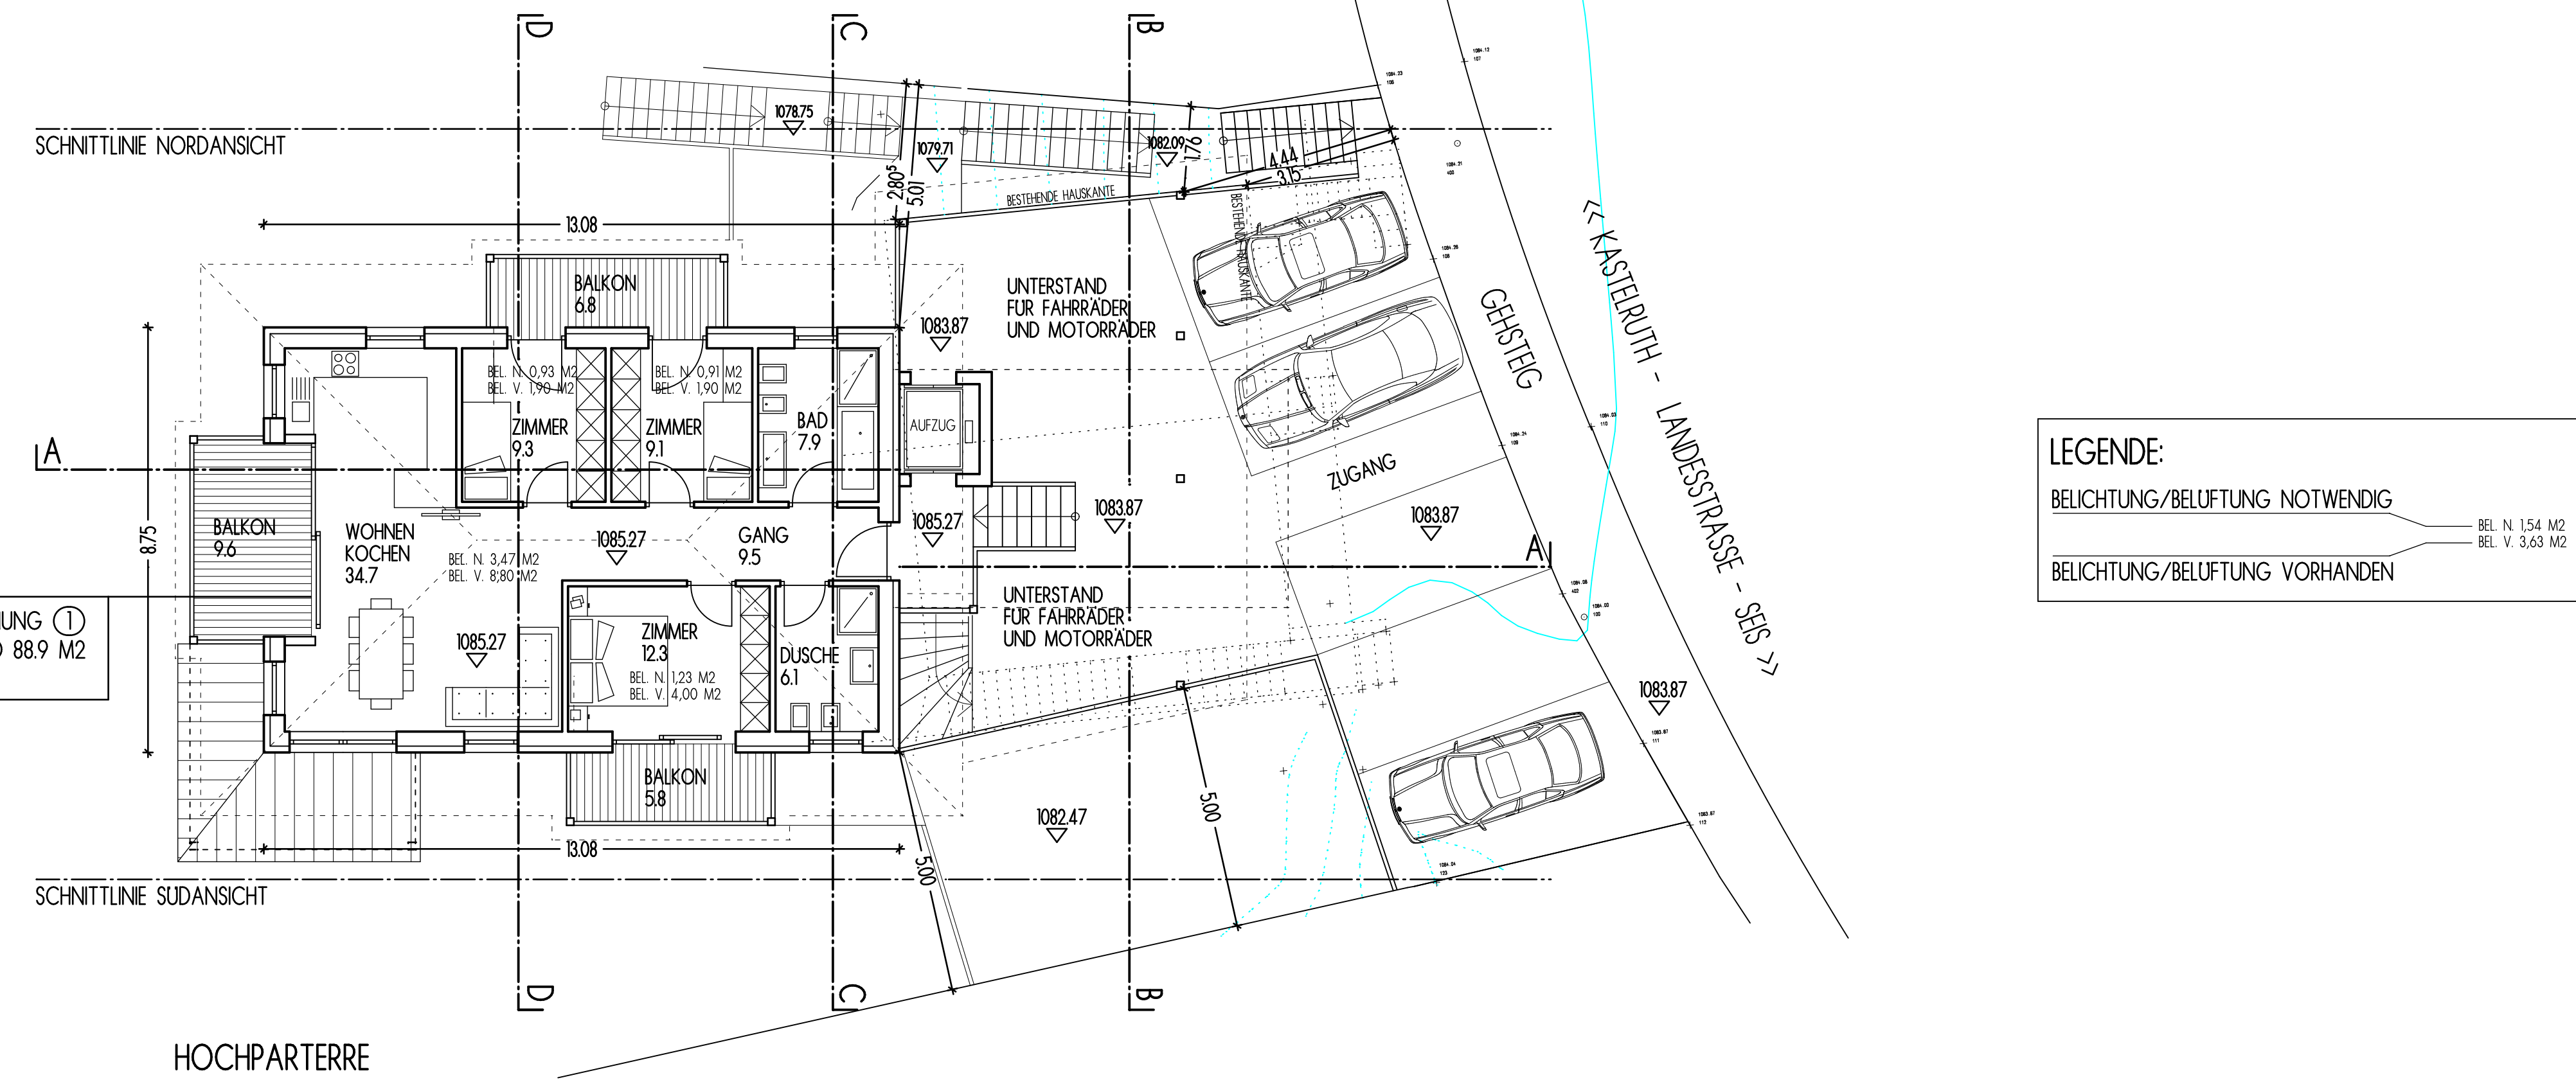 D
C
B
SCHNITTLINIE NORDANSICHT
1078.75
1079.71
1082.09
1.76
4.44
3.15
2.80⁵
5.01
BESTEHENDE HAUSKANTE
BESTEHENDE HAUSKANTE
13.08
BALKON
6.8
UNTERSTAND
FÜR FAHRRÄDER
UND MOTORRÄDER
1083.87
BEL. N. 0,93 M2
BEL. V. 1,90 M2
BEL. N. 0,91 M2
BEL. V. 1,90 M2
ZIMMER
9.3
ZIMMER
9.1
BAD
7.9
AUFZUG
A
8.75
BALKON
9.6
WOHNEN
KOCHEN
34.7
BEL. N. 3,47 M2
BEL. V. 8,80 M2
1085.27
GANG
9.5
1085.27
1083.87
ZUGANG
1083.87
A
GEHSTEIG
<< KASTELRUTH - LANDESSTRASSE - SEIS >>
UNG ①
88.9 M2
1085.27
ZIMMER
12.3
BEL. N. 1,23 M2
BEL. V. 4,00 M2
DUSCHE
6.1
UNTERSTAND
FÜR FAHRRÄDER
UND MOTORRÄDER
1083.87
BALKON
5.8
1082.47
5.00
5.00
13.08
SCHNITTLINIE SÜDANSICHT
D
C
B
HOCHPARTERRE
LEGENDE:
BELICHTUNG/BELÜFTUNG NOTWENDIG
BEL. N. 1,54 M2
BEL. V. 3,63 M2
BELICHTUNG/BELÜFTUNG VORHANDEN